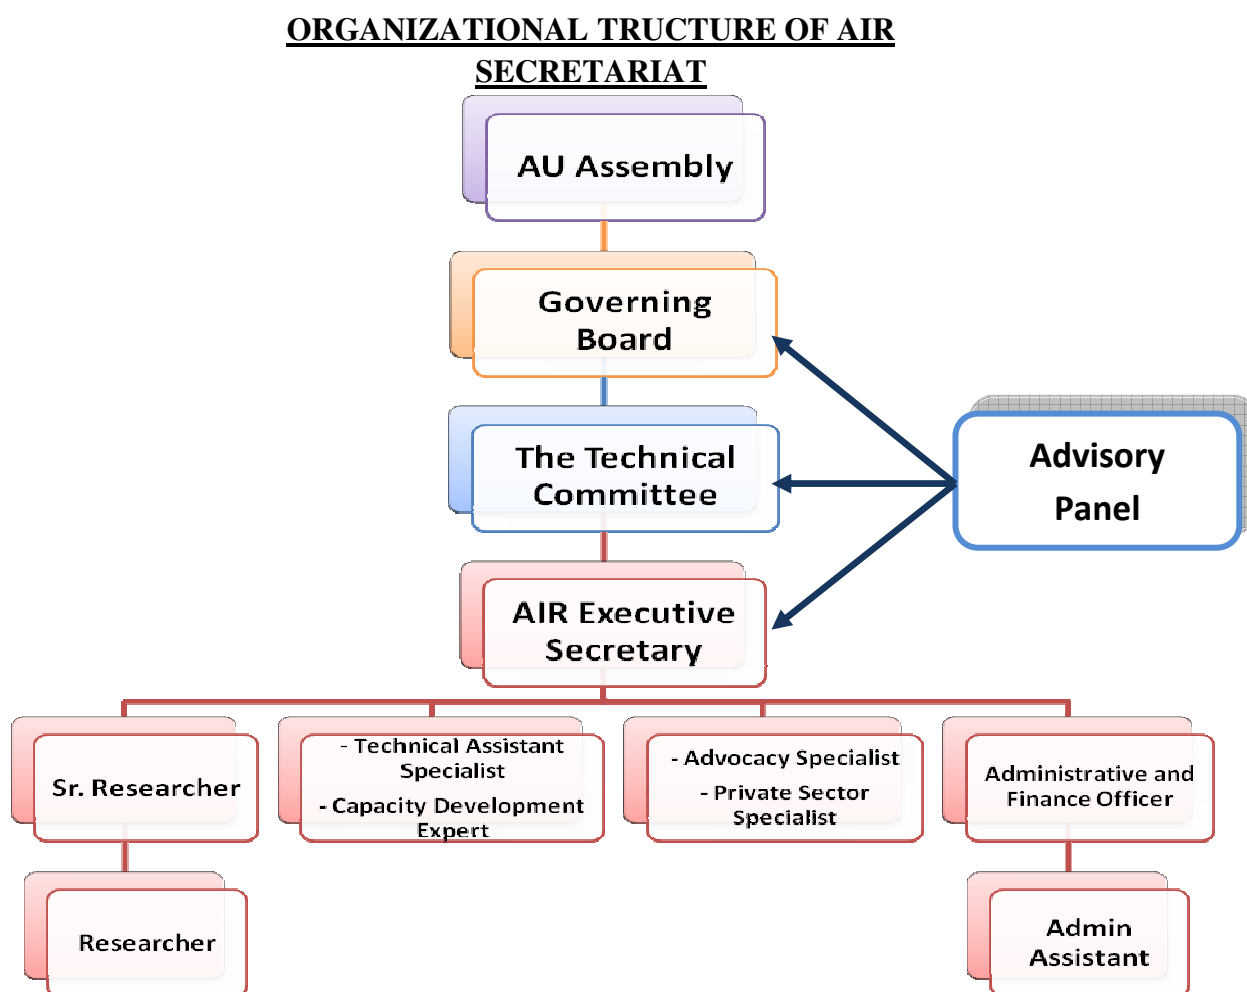 ORGANIZATIONAL TRUCTURE OF AIR
SECRETARIAT
AU Assembly
Governing
Board
The Technical
Committee
Advisory
Panel
AIR Executive
Secretary
Sr. Researcher
- Technical Assistant
Specialist
- Capacity Development
Expert
- Advocacy Specialist
- Private Sector
Specialist
Administrative and
Finance Officer
Researcher
Admin
Assistant